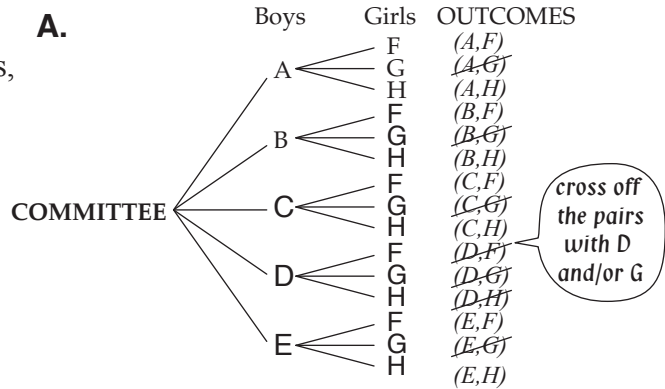 A.
s,
Boys Girls OUTCOMES
F (A,F)
A G (A,G)
H (A,H)
F (B,F)
B G (B,G)
H (B,H)
F (C,F)
COMMITTEE C G (C,G)
H (C,H)
F (D,F)
D G (D,G)
H (D,H)
F (E,F)
E G (E,G)
H (E,H)
cross off
the pairs
with D
and/or G